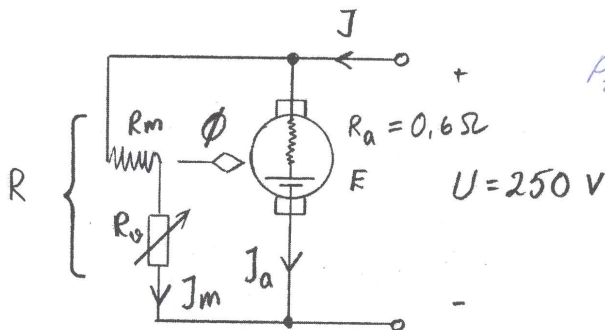 J
+
Rm
ϕ
Ra = 0,6 Ω
R
E
U = 250 V
Rv
Jm
Ja
-